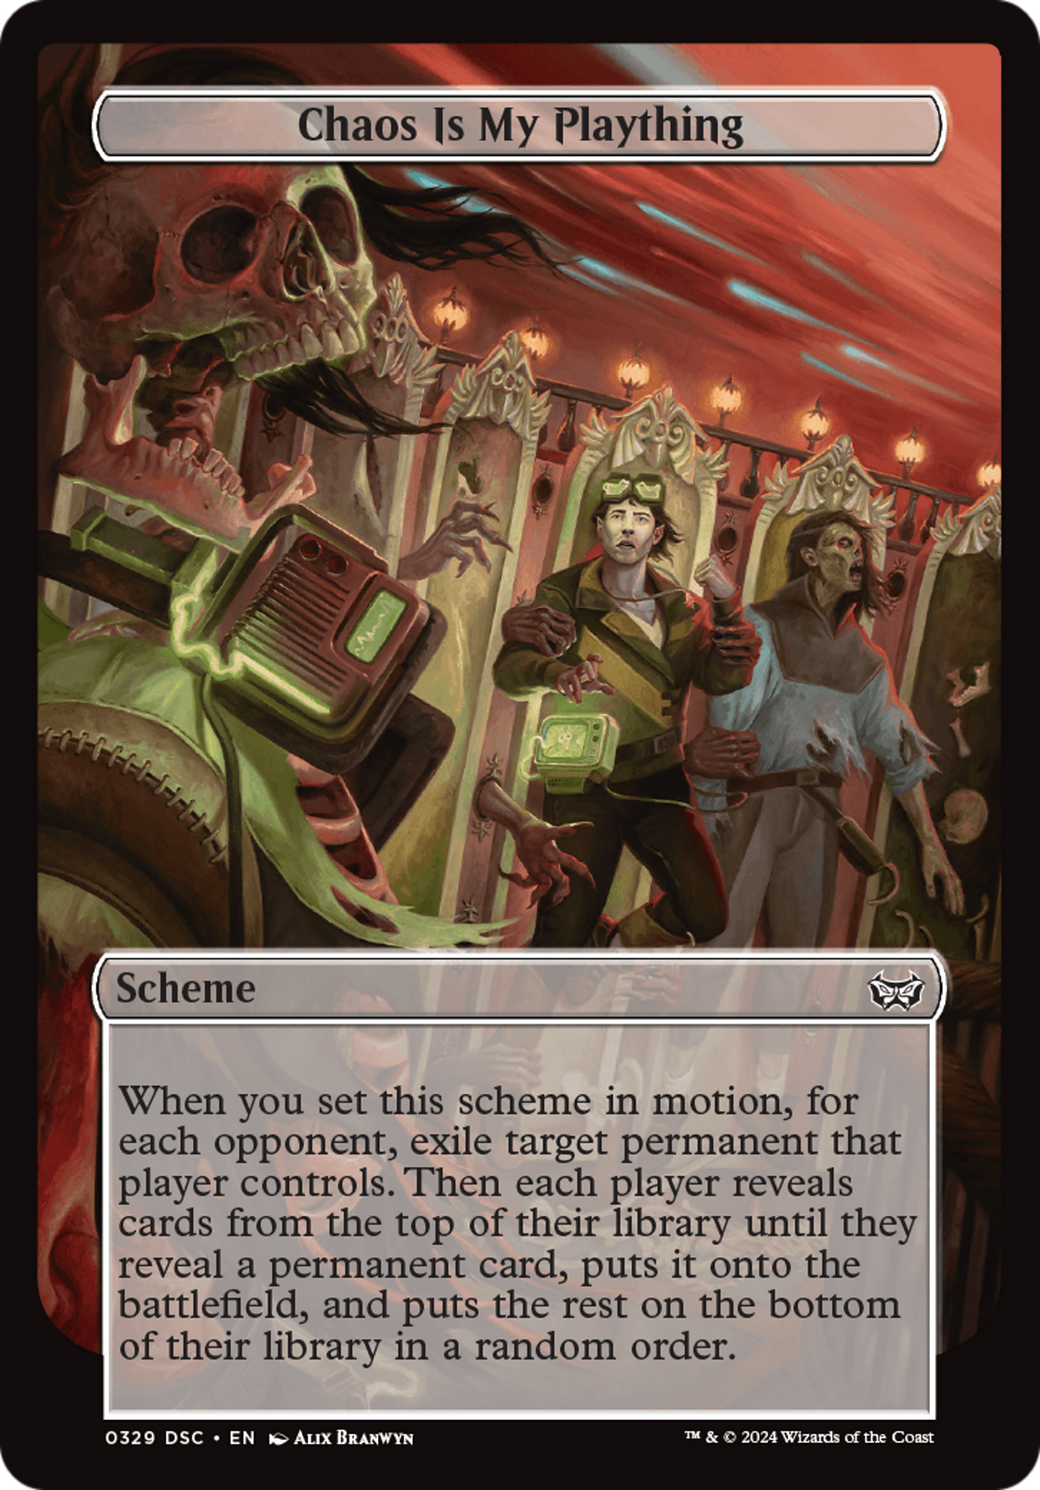 Chaos Is My Plaything
Scheme
When you set this scheme in motion, for
each opponent, exile target permanent that
player controls. Then each player reveals
cards from the top of their library until they
reveal a permanent card, puts it onto the
battlefield, and puts the rest on the bottom
of their library in a random order.
0329 DSC • EN Alix Branwyn
™ & © 2024 Wizards of the Coast